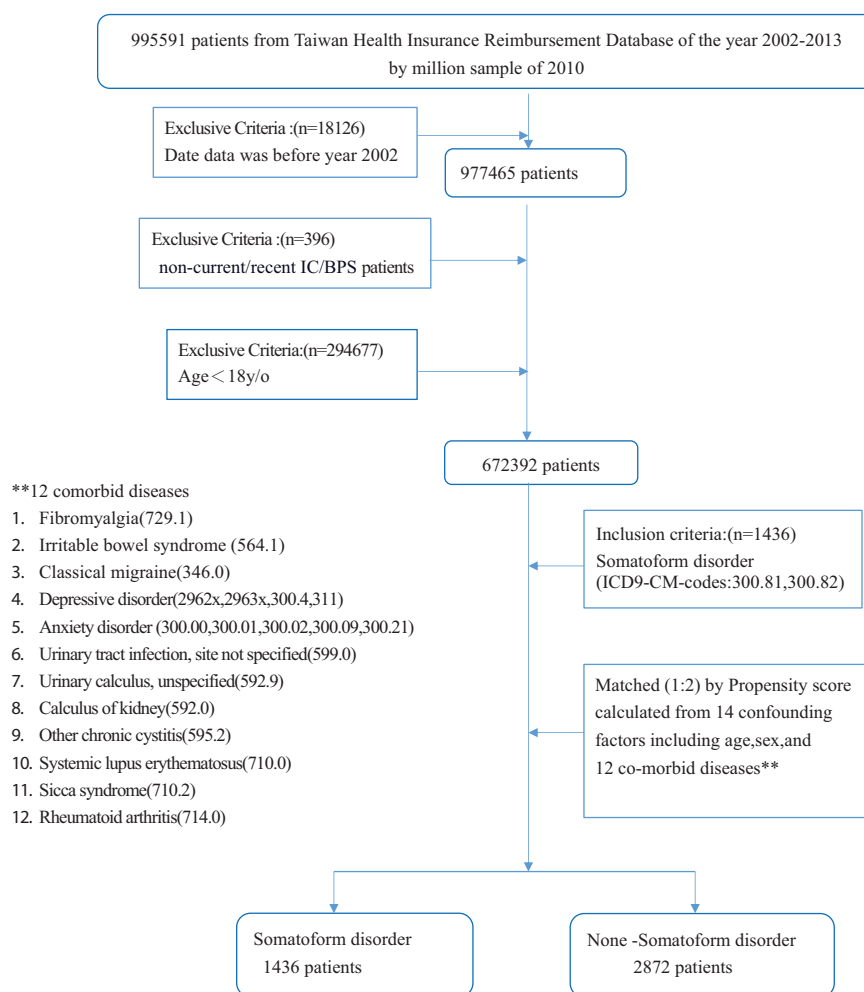 995591 patients from Taiwan Health Insurance Reimbursement Database of the year 2002-2013
by million sample of 2010
Exclusive Criteria :(n=18126)
Date data was before year 2002
977465 patients
Exclusive Criteria :(n=396)
non-current/recent IC/BPS patients
Exclusive Criteria:(n=294677)
Age＜18y/o
672392 patients
**12 comorbid diseases
1. Fibromyalgia(729.1)
2. Irritable bowel syndrome (564.1)
3. Classical migraine(346.0)
4. Depressive disorder(2962x,2963x,300.4,311)
5. Anxiety disorder (300.00,300.01,300.02,300.09,300.21)
6. Urinary tract infection, site not specified(599.0)
7. Urinary calculus, unspecified(592.9)
8. Calculus of kidney(592.0)
9. Other chronic cystitis(595.2)
10. Systemic lupus erythematosus(710.0)
11. Sicca syndrome(710.2)
12. Rheumatoid arthritis(714.0)
Inclusion criteria:(n=1436)
Somatoform disorder
(ICD9-CM-codes:300.81,300.82)
Matched (1:2) by Propensity score
calculated from 14 confounding
factors including age,sex,and
12 co-morbid diseases**
Somatoform disorder
1436 patients
None -Somatoform disorder
2872 patients